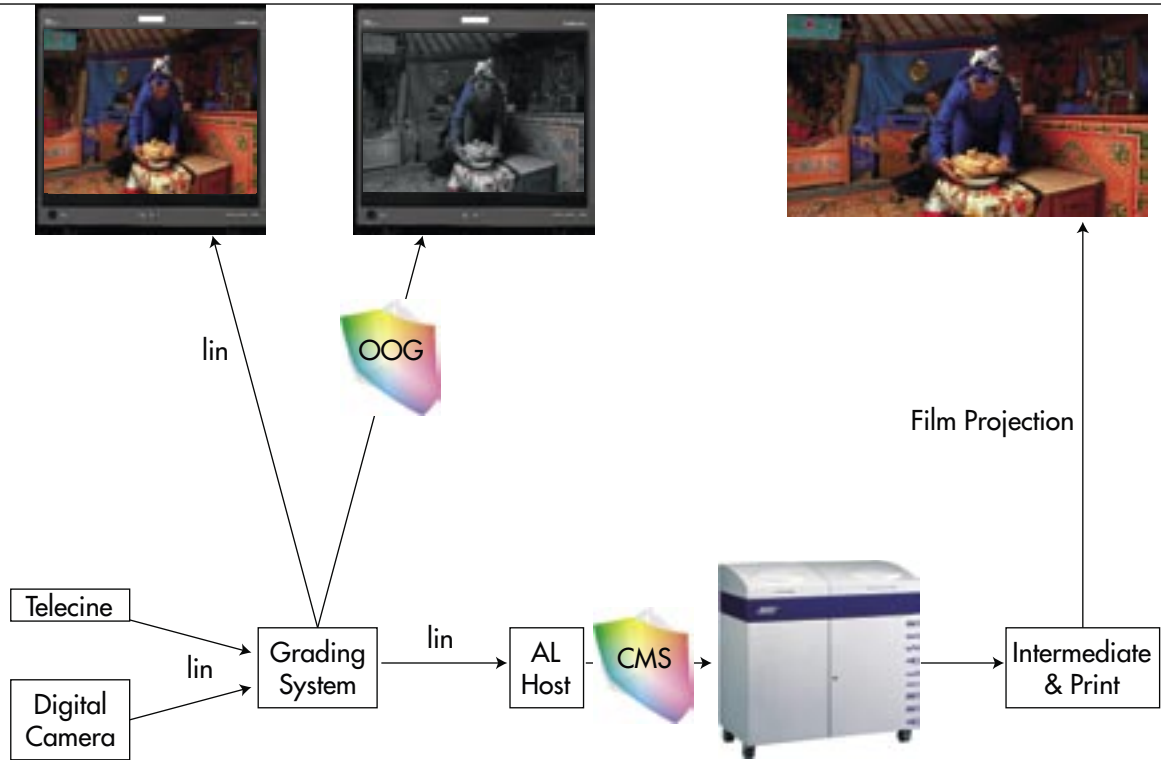 OOG
lin
Film Projection
Telecine
lin
Digital
Camera
Grading
System
lin
AL
Host
CMS
Intermediate
& Print